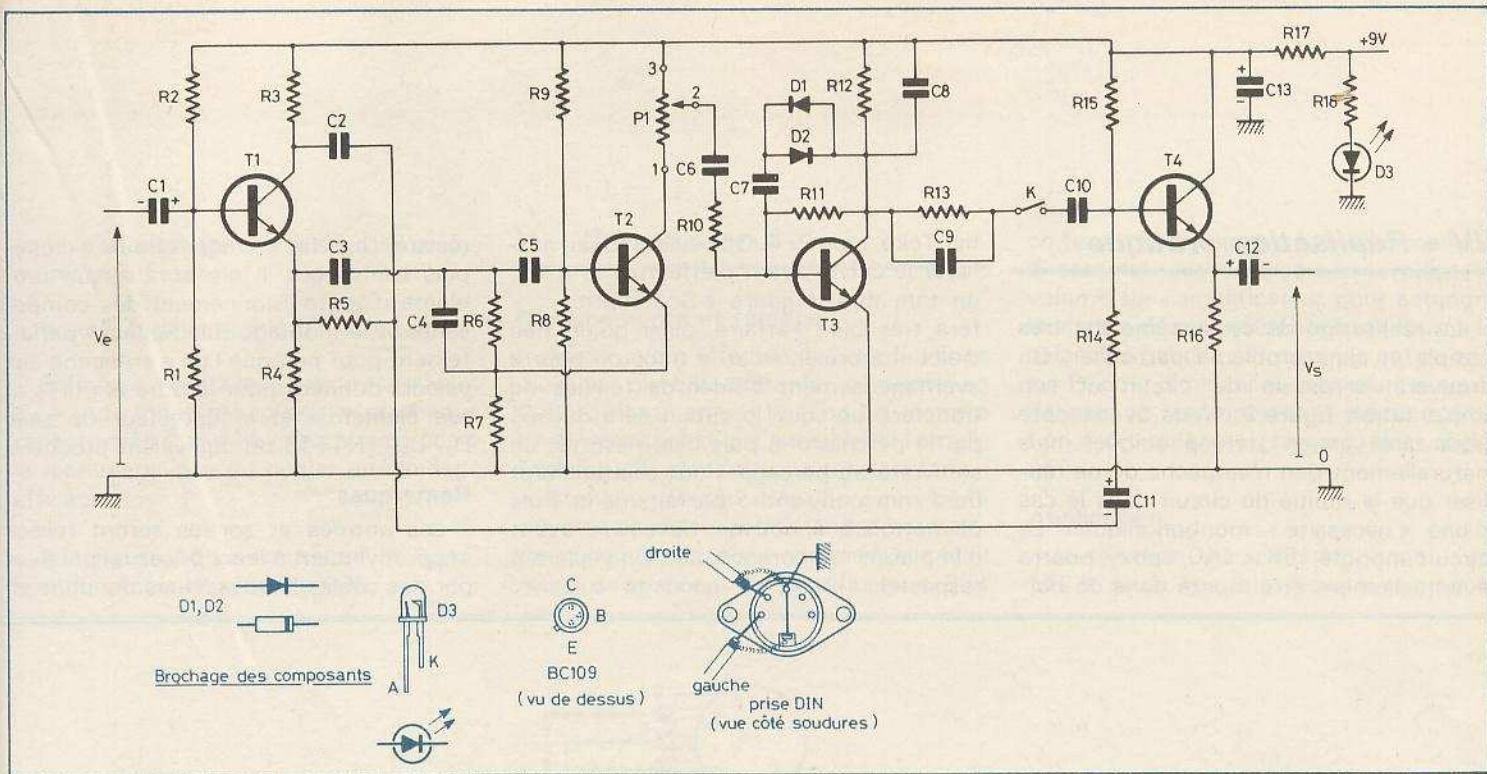 +9V
R17
3
R2
R3
R9
R12
C8
D1
2
P1
R15
C13
R18
C2
D2
1
T1
C6
T4
D3
C1
C7
K
C10
T2
R11
R13
R10
C3
C5
C9
C12
R5
C4
R6
R8
T3
Ve
R14
R16
VS
R1
R4
R7
0
C11
droite
D1, D2
D3
C
B
E
K
A
BC109
(vu de dessus)
Brochage des composants
gauche
prise DIN
(vue côté soudures)